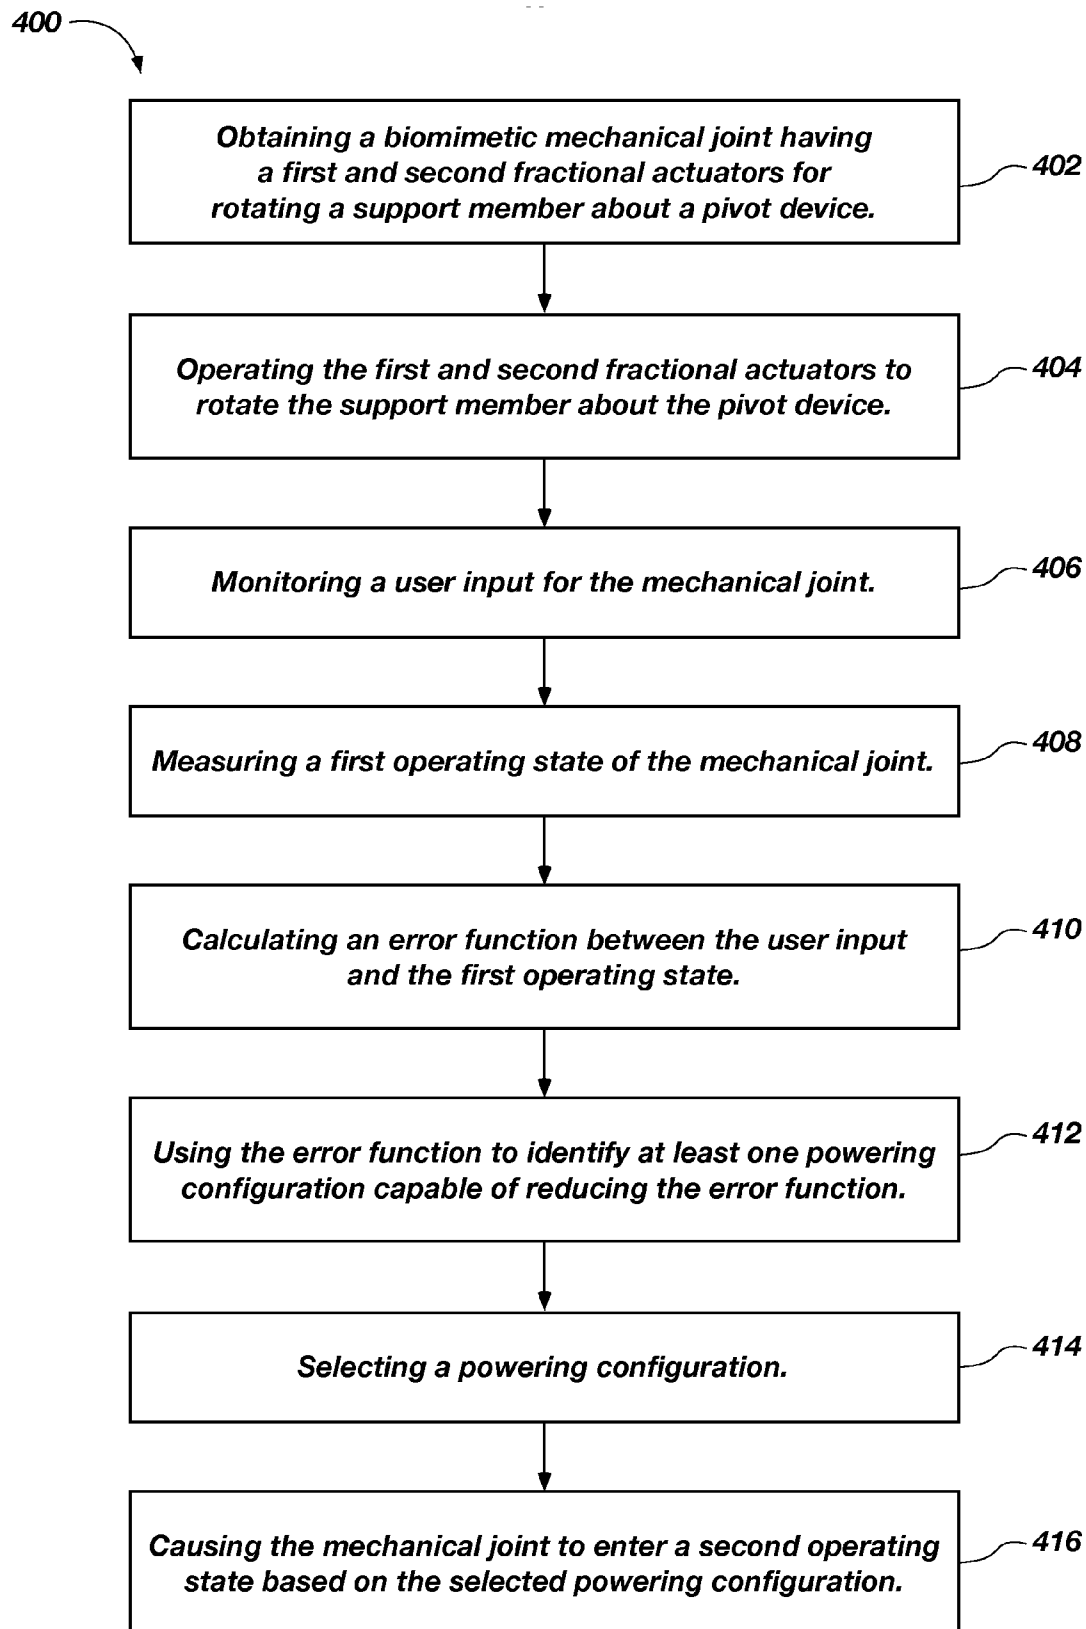 400
Obtaining a biomimetic mechanical joint having
a first and second fractional actuators for
rotating a support member about a pivot device.
402
Operating the first and second fractional actuators to
rotate the support member about the pivot device.
404
Monitoring a user input for the mechanical joint.
406
Measuring a first operating state of the mechanical joint.
408
Calculating an error function between the user input
and the first operating state.
410
Using the error function to identify at least one powering
configuration capable of reducing the error function.
412
Selecting a powering configuration.
414
Causing the mechanical joint to enter a second operating
state based on the selected powering configuration.
416